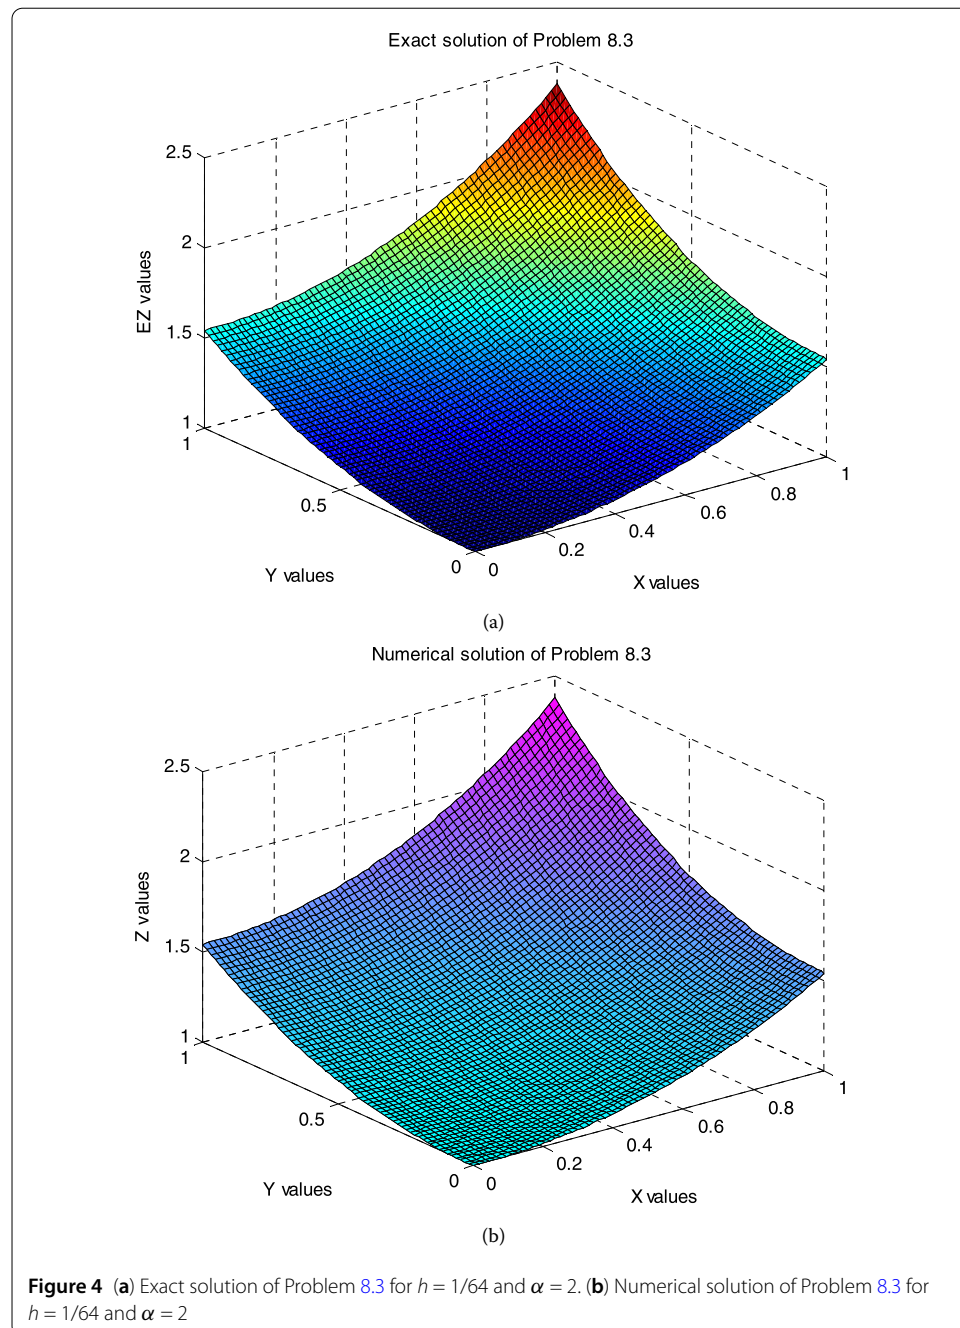 Exact solution of Problem 8.3
2.5
2
1.5
1
EZ values
1
0.5
0
Y values
0
0.2
0.4
0.6
0.8
1
X values
(a)
Numerical solution of Problem 8.3
2.5
2
1.5
1
Z values
1
0.5
0
Y values
0
0.2
0.4
0.6
0.8
1
X values
(b)
Figure 4 (a) Exact solution of Problem 8.3 for h = 1/64 and α = 2. (b) Numerical solution of Problem 8.3 for
h = 1/64 and α = 2